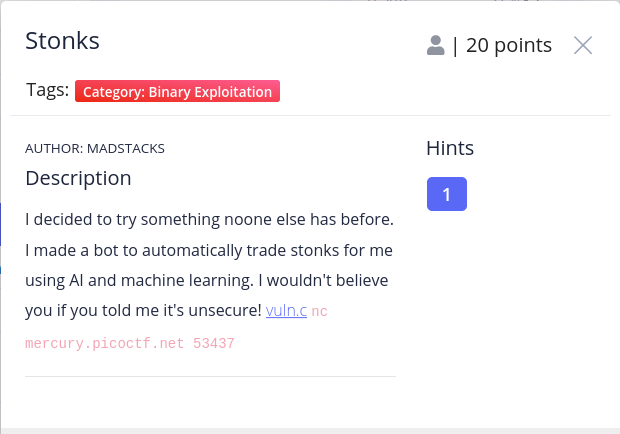 Stonks
| 20 points
Tags: Category: Binary Exploitation
AUTHOR: MADSTACKS
Description
I decided to try something noone else has before.
I made a bot to automatically trade stonks for me
using AI and machine learning. I wouldn't believe
you if you told me it's unsecure! vuln.c nc
mercury.picoctf.net 53437
Hints
1